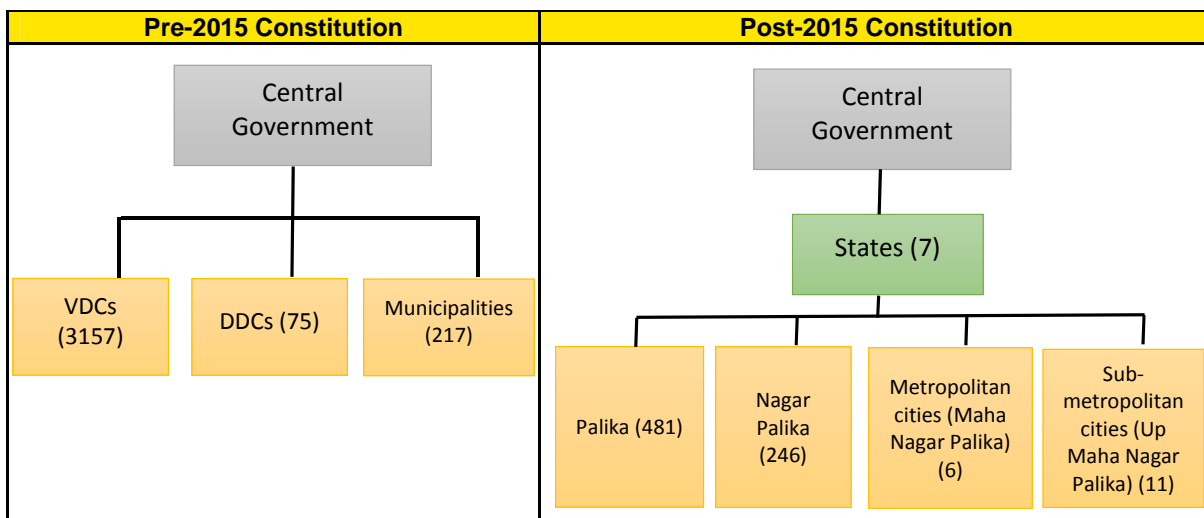 Pre-2015 Constitution
Central
Government
VDCs
(3157)
DDCs (75)
Municipalities
(217)
Post-2015 Constitution
Central
Government
States (7)
Palika (481)
Nagar
Palika
(246)
Metropolitan
cities (Maha
Nagar Palika)
(6)
Sub-
metropolitan
cities (Up
Maha Nagar
Palika) (11)